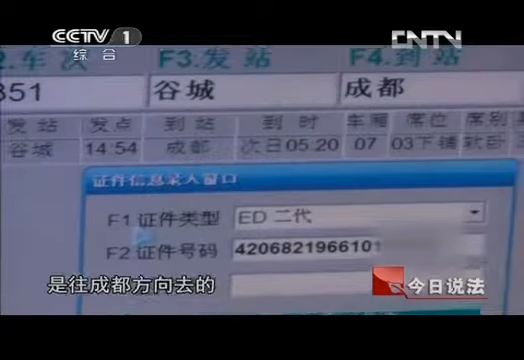 CCTV 1
综合
CNTV
2.车次 F3.发站 F4.到站
351 谷城 成都
发站 发点 到站 到时 车厢 席位 席别
谷城 14:54 成都 次日05.20 07 03下铺 软卧
证件信息录入窗口
F1 证件类型 ED 二代
F2 证件号码 4206821966101
是往成都方向去的
今日说法